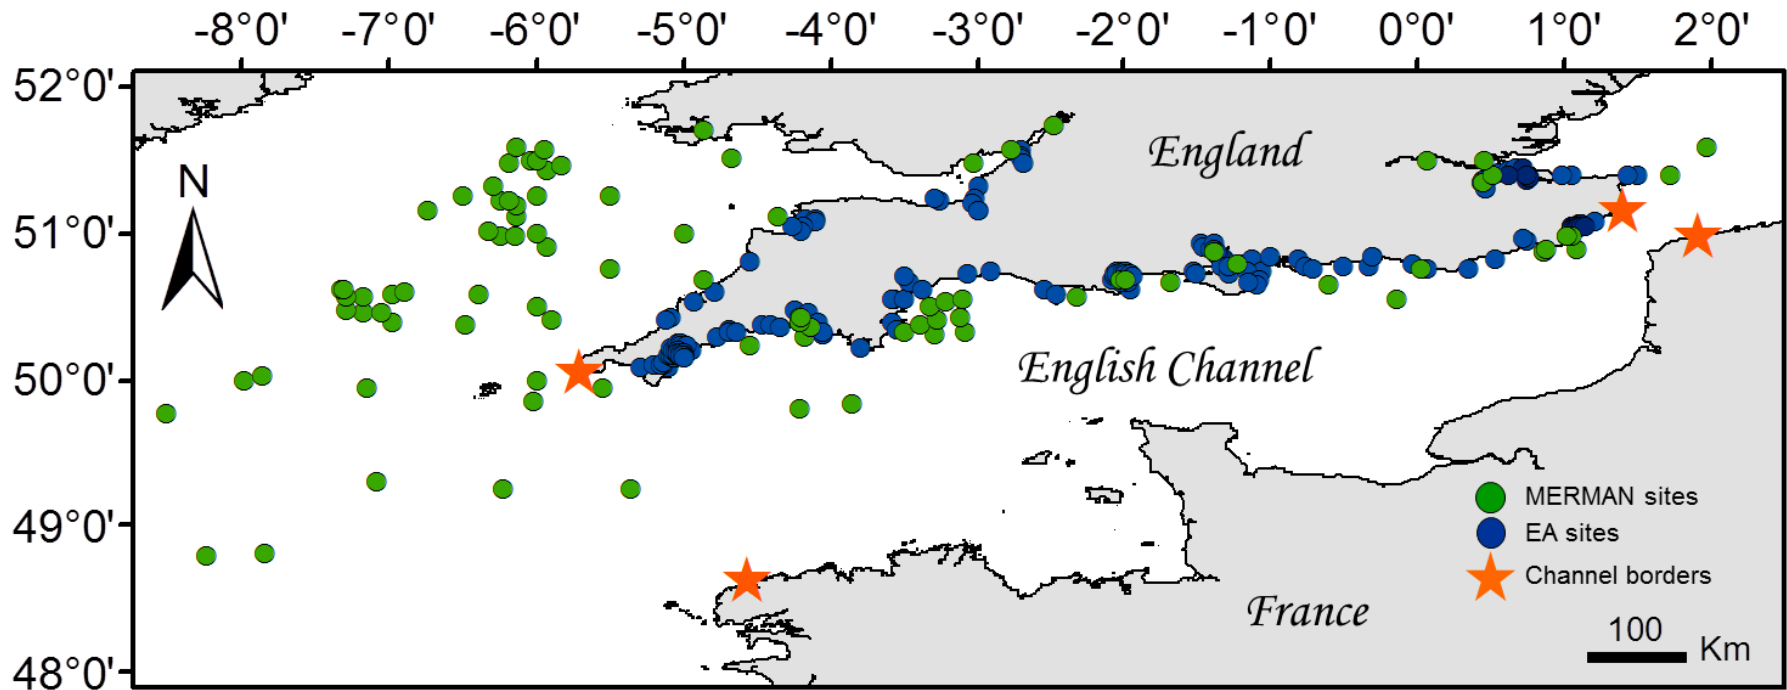 -8°0' -7°0' -6°0' -5°0' -4°0' -3°0' -2°0' -1°0' 0°0' 1°0' 2°0'
52°0'
England
N
51°0'
50°0'
English Channel
49°0'
MERMAN sites
EA sites
Channel borders
France
100
Km
48°0'